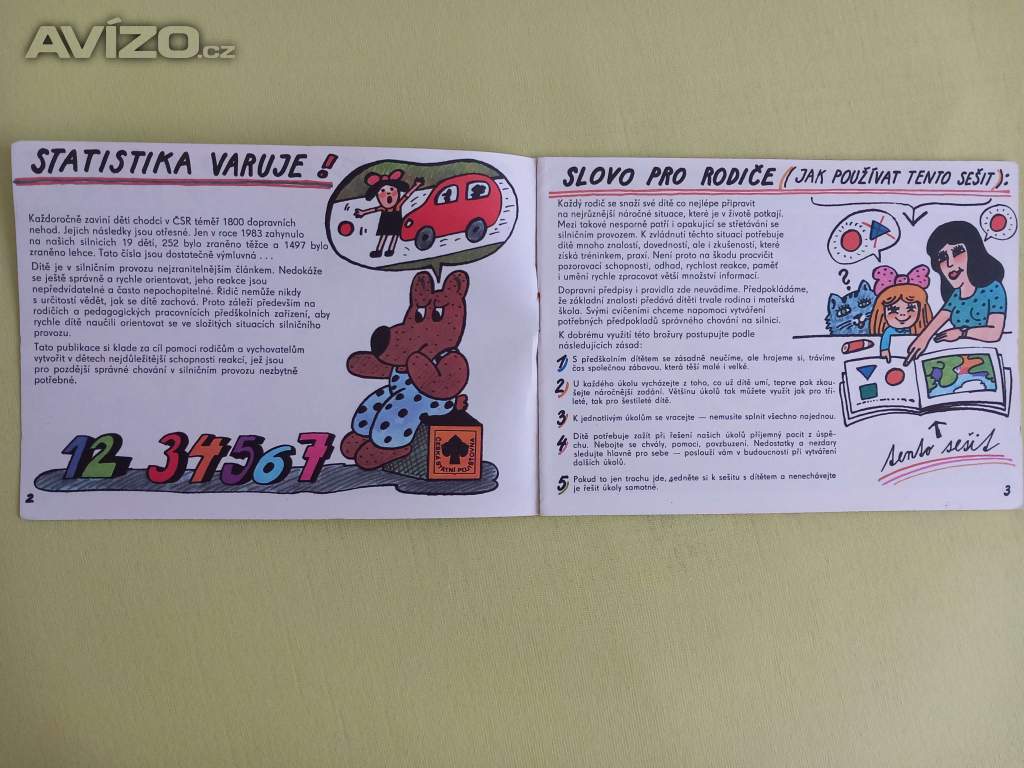 AVÍZO.cz
STATISTIKA VARUJE!
Každoročně zaviní děti chodci v ČSR téměř 1800 dopravních
nehod. Jejich následky jsou otřesné. Jen v roce 1983 zahynulo
na našich silnicích 19 dětí, 252 bylo zraněno těžce a 1497 bylo
zraněno lehce. Tato čísla jsou dostatečně výmluvná . . .
Dítě je v silničním provozu nejzranitelnějším článkem. Nedokáže
se ještě správně a rychle orientovat, jeho reakce jsou
nepředvídatelné a často nepochopitelné. Řidič nemůže nikdy
s určitostí vědět, jak se dítě zachová. Proto záleží především na
rodičích a pedagogických pracovnících předškolních zařízení, aby
rychle dítě naučili orientovat se ve složitých situacích silničního
provozu.
Tato publikace si klade za cíl pomoci rodičům a vychovatelům
vytvořit v dětech nejdůležitější schopnosti reakcí, jež jsou
pro pozdější správné chování v silničním provozu nezbytně
potřebné.
1234567
ČESKÁ STÁTNÍ POJIŠŤOVNA
2
SLOVO PRO RODIČE (JAK POUŽÍVAT TENTO SEŠIT):
Každý rodič se snaží své dítě co nejlépe připravit
na nejrůznější náročné situace, které je v životě potkají.
Mezi takové nesporně patří i opakující se střetávání se
silničním provozem. K zvládnutí těchto situací potřebuje
dítě mnoho znalostí, dovedností, ale i zkušeností, které
získá tréninkem, praxí. Není proto na škodu procvičit
pozorovací schopnosti, odhad, rychlost reakce, paměť
i umění rychle zpracovat větší množství informací.
Dopravní předpisy i pravidla zde neuvádíme. Předpokládáme,
že základní znalosti předává dětti trvale rodina i mateřská
škola. Svými cvičeními chceme napomoci vytváření
potřebných předpokladů správného chování na silnici.
K dobrému využití této brožury postupujte podle
následujících zásad:
1 S předškolním dítětem se zásadně neučíme, ale hrajeme si, trávíme
čas společnou zábavou, která těší malé i velké.
2 U každého úkolu vycházejte z toho, co už dítě umí, teprve pak zkou-
šejte náročnější zadání. Většinu úkolů tak můžete využít jak pro tří-
leté, tak pro šestileté dítě.
3 K jednotlivým úkolům se vracejte — nemusíte splnit všechno najednou.
4 Dítě potřebuje zažít při řešení našich úkolů příjemný pocit z úspě-
chu. Nebojte se chvály, pomoci, povzbuzení. Nedostatky a nezdary
sledujte hlavně pro sebe — poslouží vám v budoucnosti při vytváření
dalších úkolů.
5 Pokud to jen trochu jde, sedněte si k sešitu s dítětem a nenechávejte
je řešit úkoly samotné.
?
tento sešit
3